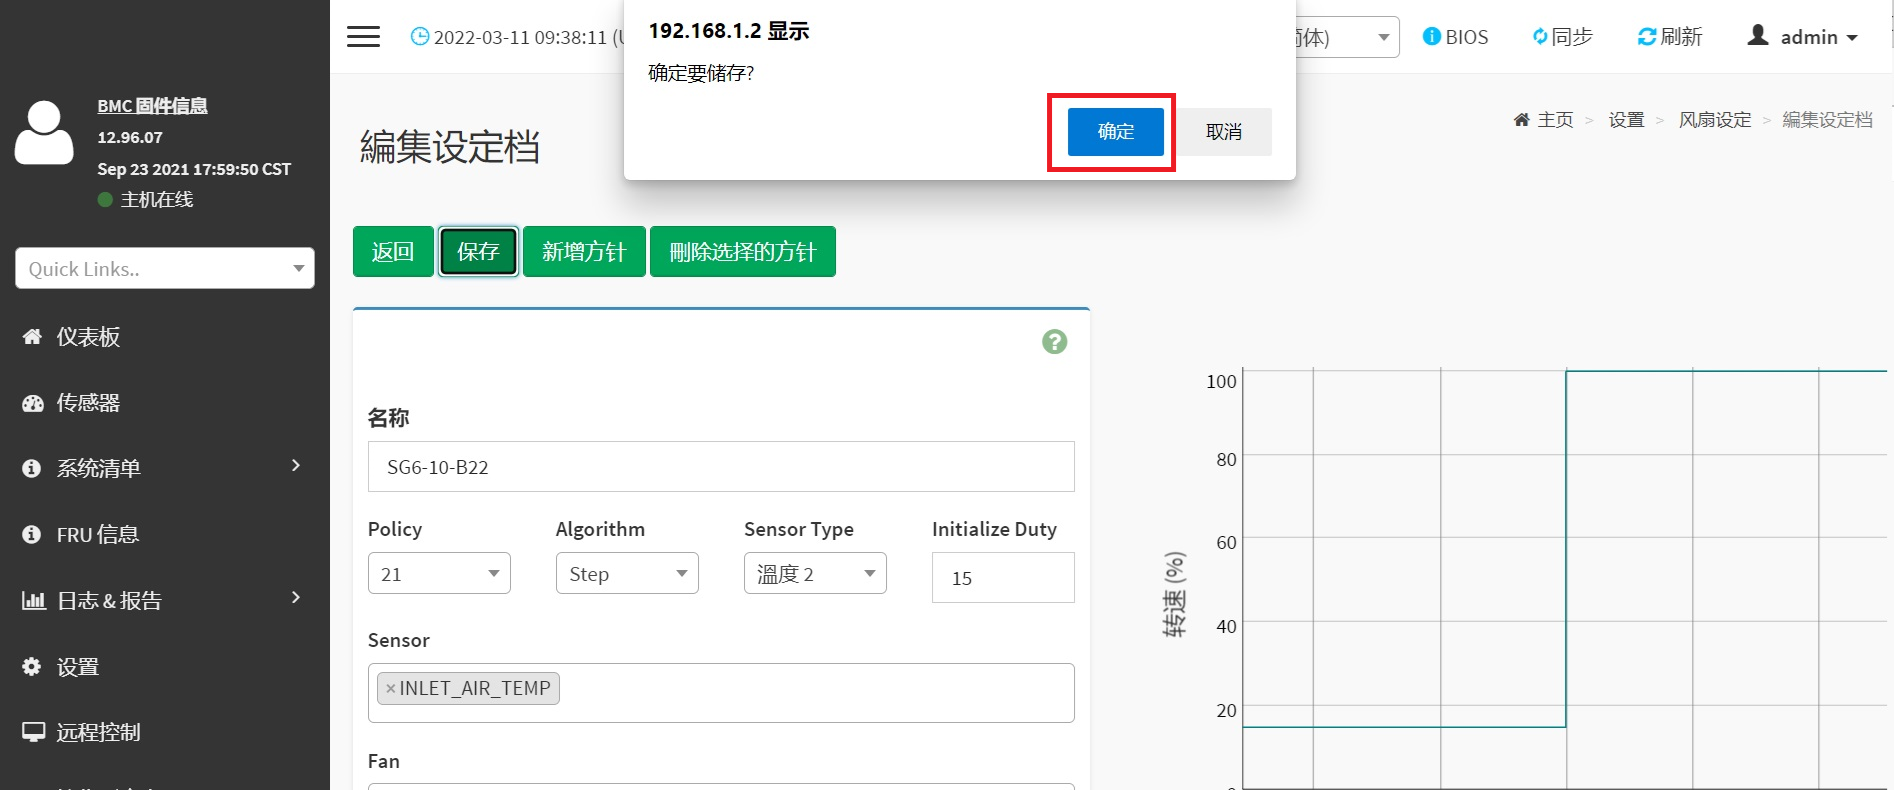 192.168.1.2 显示
确定要储存?
确定
取消
2022-03-11 09:38:11
体)
BIOS
同步
刷新
admin
BMC 固件信息
12.96.07
Sep 23 2021 17:59:50 CST
主机在线
Quick Links..
仪表板
传感器
系统清单
FRU 信息
日志 & 报告
设置
远程控制
編集设定档
主页 > 设置 > 风扇设定 > 編集设定档
返回
保存
新增方针
刪除选择的方针
名称
SG6-10-B22
Policy
Algorithm
Sensor Type
Initialize Duty
21
Step
溫度 2
15
Sensor
×INLET_AIR_TEMP
Fan
转速 (%)
100
80
60
40
20